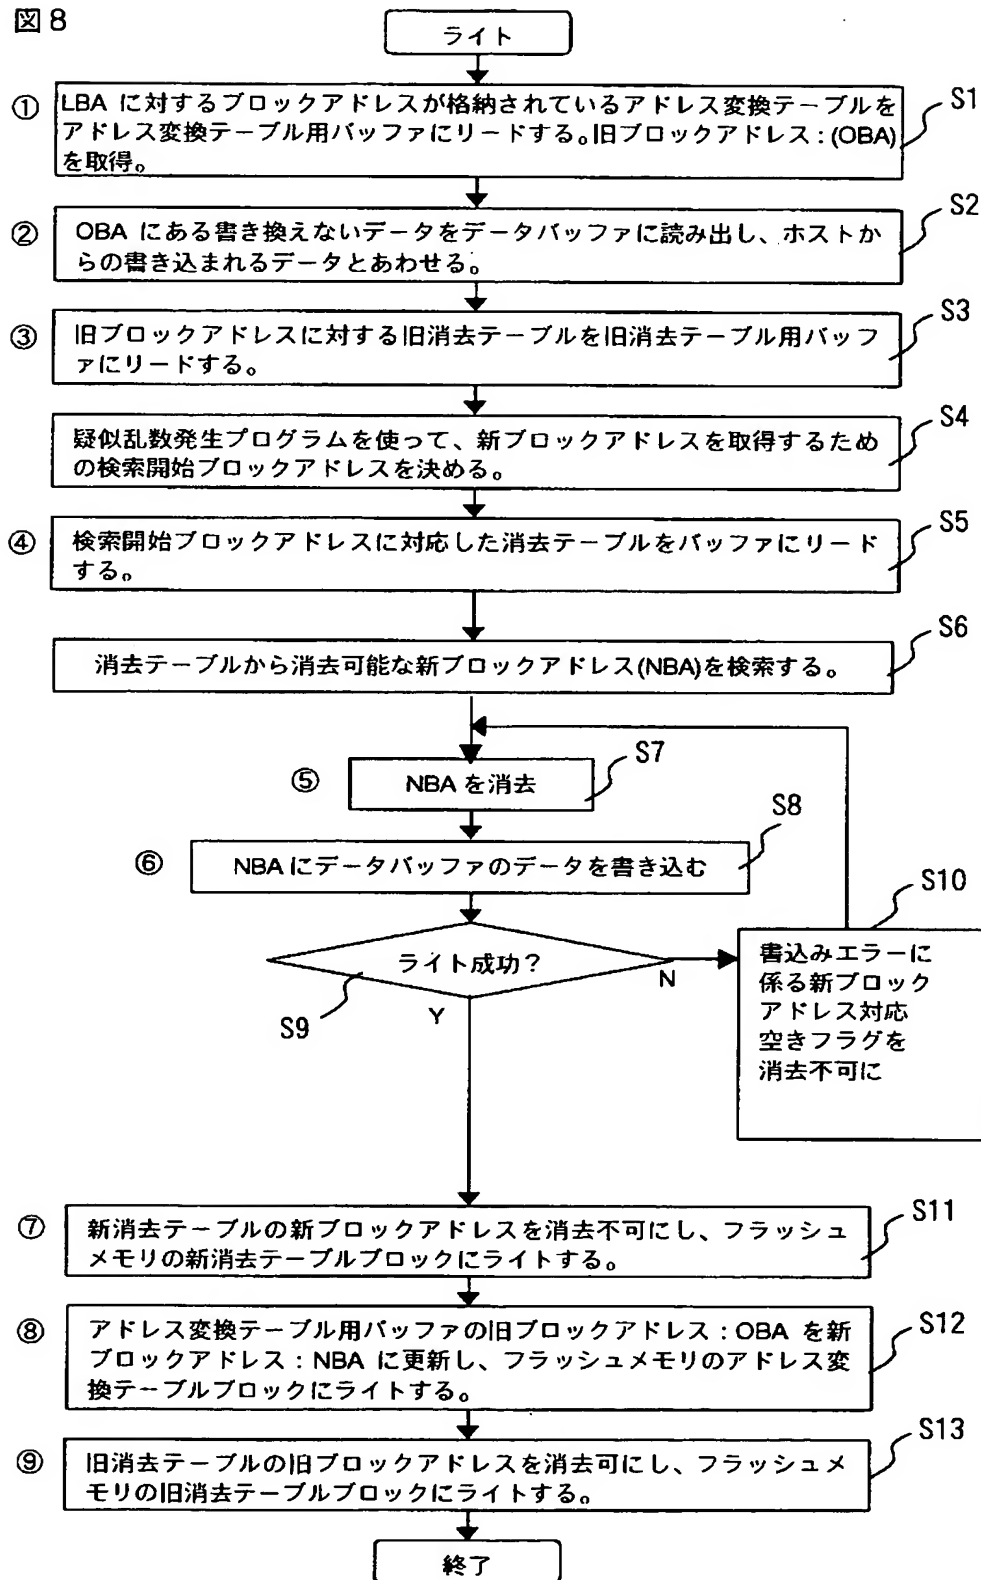 図8
ライト
① LBA に対するブロックアドレスが格納されているアドレス変換テーブルを S1
アドレス変換テーブル用バッファにリードする。旧ブロックアドレス:(OBA)
を取得。
② OBA にある書き換えないデータをデータバッファに読み出し、ホストか S2
らの書き込まれるデータとあわせる。
③ 旧ブロックアドレスに対する旧消去テーブルを旧消去テーブル用バッフ S3
ァにリードする。
疑似乱数発生プログラムを使って、新ブロックアドレスを取得するため S4
の検索開始ブロックアドレスを決める。
④ 検索開始ブロックアドレスに対応した消去テーブルをバッファにリード S5
する。
消去テーブルから消去可能な新ブロックアドレス(NBA)を検索する。 S6
⑤ NBA を消去 S7
⑥ NBA にデータバッファのデータを書き込む S8
ライト成功? S9
N
Y
S10
書込みエラーに
係る新ブロック
アドレス対応
空きフラグを
消去不可に
⑦ 新消去テーブルの新ブロックアドレスを消去不可にし、フラッシュ S11
メモリの新消去テーブルブロックにライトする。
⑧ アドレス変換テーブル用バッファの旧ブロックアドレス:OBA を新 S12
ブロックアドレス:NBA に更新し、フラッシュメモリのアドレス変
換テーブルブロックにライトする。
⑨ 旧消去テーブルの旧ブロックアドレスを消去可にし、フラッシュメ S13
モリの旧消去テーブルブロックにライトする。
終了